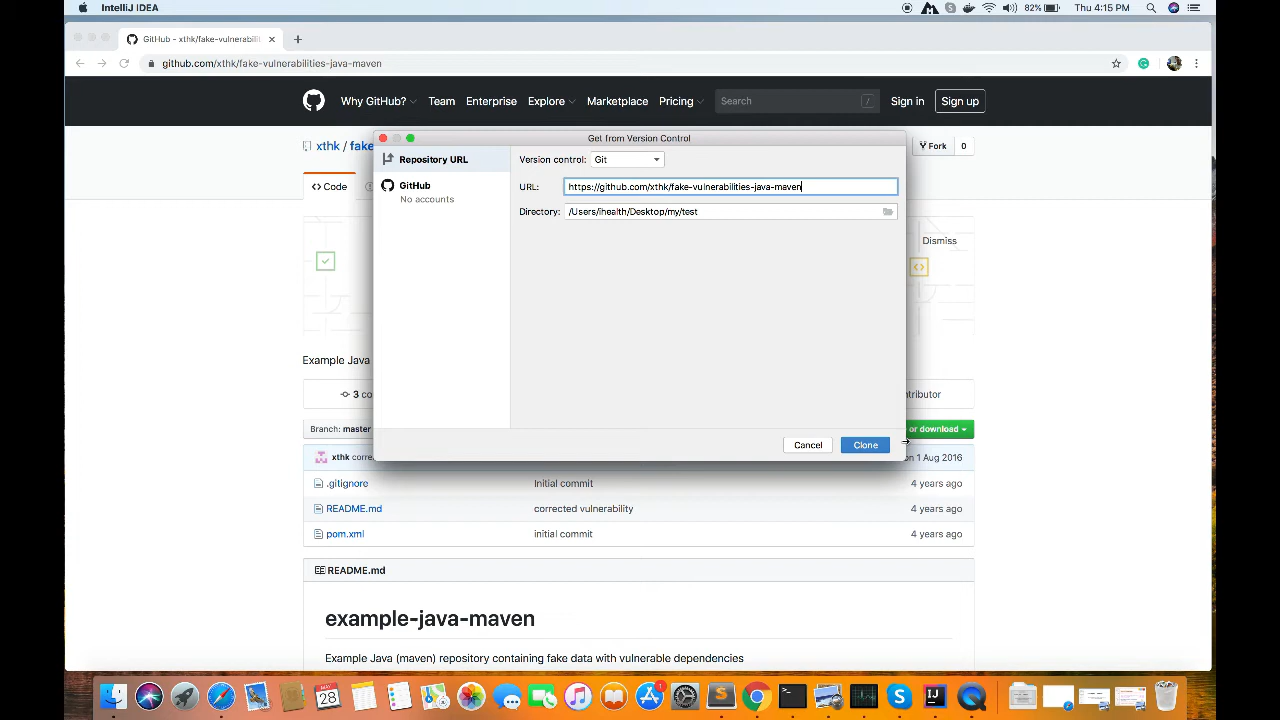 IntelliJ IDEA
82%
Thu 4:15 PM
GitHub - xthk/fake-vulnerabilit
github.com/xthk/fake-vulnerabilities-java-maven
Why GitHub?
Team
Enterprise
Explore
Marketplace
Pricing
Search
/
Sign in
Sign up
xthk / fake
Fork
0
Code
Get from Version Control
Repository URL
GitHub
No accounts
Version control:
Git
URL:
https://github.com/xthk/fake-vulnerabilities-java-maven
Directory:
/Users/ihealth/Desktop/my/test
Cancel
Clone
Dismiss
Example Java
3 co
ontributor
Branch: master
or download
xthk corre
on 1 Aug 2016
.gitignore
Initial commit
4 years ago
README.md
corrected vulnerability
4 years ago
pom.xml
initial commit
4 years ago
README.md
example-java-maven
Example Java (maven) repository containing fake data with vulnerable dependencies